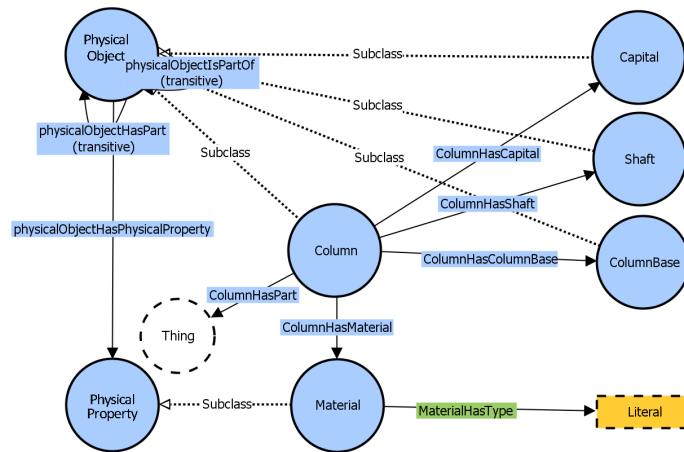 Physical
Object
Subclass
Capital
physicalObjectIsPartOf
(transitive)
physicalObjectHasPart
(transitive)
Subclass
Subclass
ColumnHasCapital
Shaft
ColumnHasShaft
physicalObjectHasPhysicalProperty
Column
ColumnHasColumnBase
ColumnBase
ColumnHasPart
Thing
ColumnHasMaterial
Physical
Property
Subclass
Material
MaterialHasType
Literal